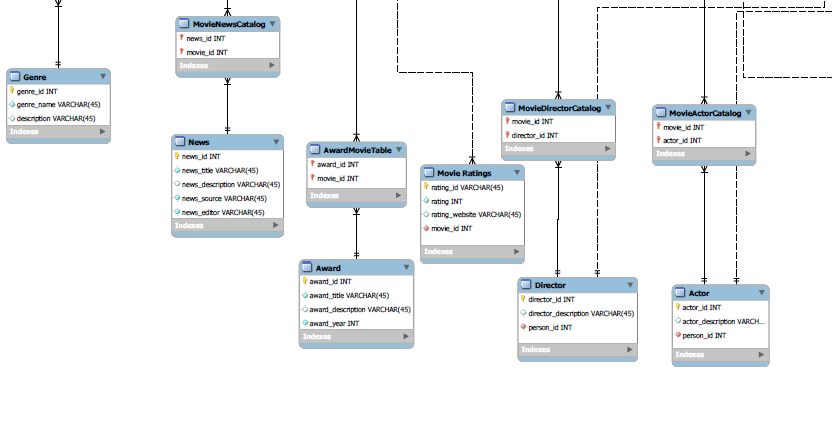 MovieNewsCatalog
news_id INT
movie_id INT
Indexes
Genre
genre_id INT
genre_name VARCHAR(45)
description VARCHAR(45)
Indexes
News
news_id INT
news_title VARCHAR(45)
news_description VARCHAR(45)
news_source VARCHAR(45)
news_editor VARCHAR(45)
Indexes
AwardMovieTable
award_id INT
movie_id INT
Indexes
Award
award_id INT
award_title VARCHAR(45)
award_description VARCHAR(45)
award_year INT
Indexes
Movie Ratings
rating_id VARCHAR(45)
rating INT
rating_website VARCHAR(45)
movie_id INT
Indexes
MovieDirectorCatalog
movie_id INT
director_id INT
Indexes
Director
director_id INT
director_description VARCHAR(45)
person_id INT
Indexes
MovieActorCatalog
movie_id INT
actor_id INT
Indexes
Actor
actor_id INT
actor_description VARCH...
person_id INT
Indexes